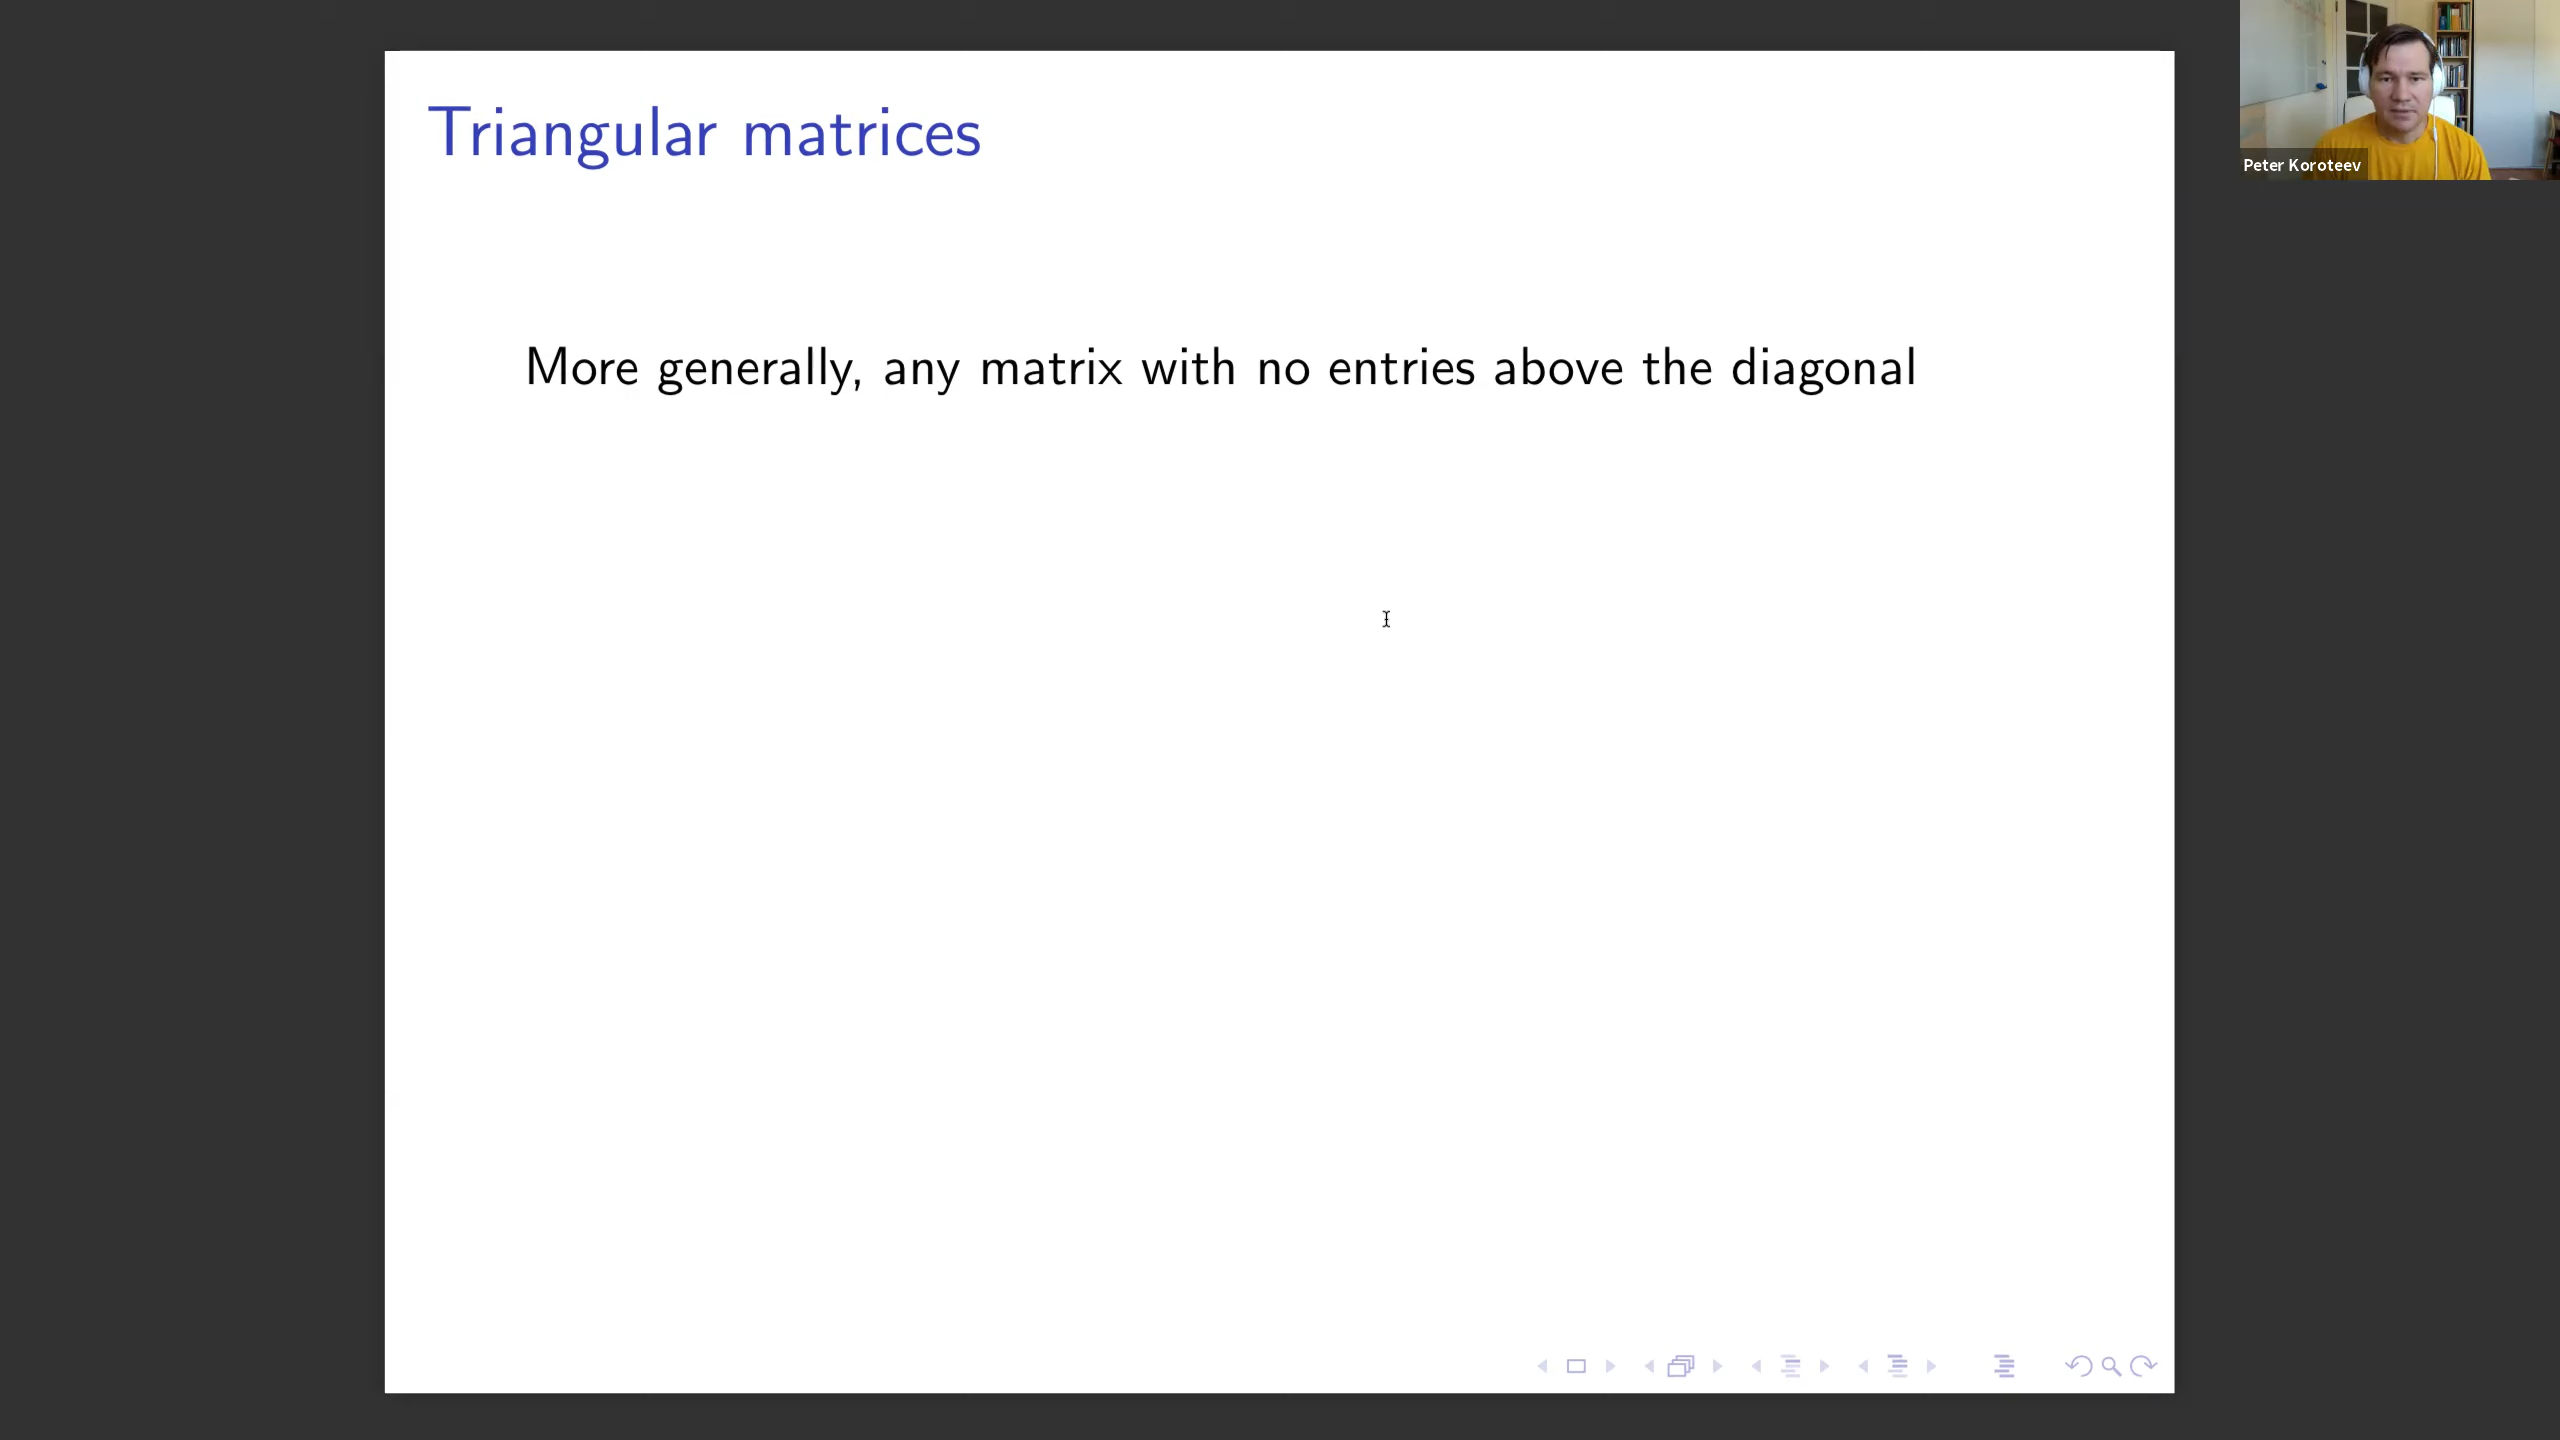 Triangular matrices
Peter Koroteev
More generally, any matrix with no entries above the diagonal